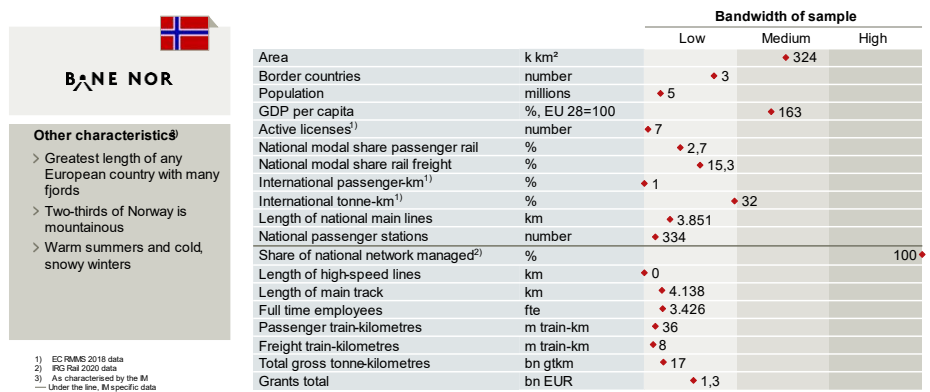 BANE NOR
Other characteristics3)
Greatest length of any
European country with many
fjords
Two-thirds of Norway is
mountainous
Warm summers and cold,
snowy winters
1) EC RMMS 2018 data
2) IRG Rail 2020 data
3) As characterised by the IM
Under the line, IM specific data
Bandwidth of sample
Low Medium High
Area k km² 324
Border countries number 3
Population millions 5
GDP per capita %, EU 28=100 163
Active licenses1) number 7
National modal share passenger rail % 2,7
National modal share rail freight % 15,3
International passenger-km1) % 1
International tonne-km1) % 32
Length of national main lines km 3.851
National passenger stations number 334
Share of national network managed2) % 100
Length of high-speed lines km 0
Length of main track km 4.138
Full time employees fte 3.426
Passenger train-kilometres m train-km 36
Freight train-kilometres m train-km 8
Total gross tonne-kilometres bn gtkm 17
Grants total bn EUR 1,3